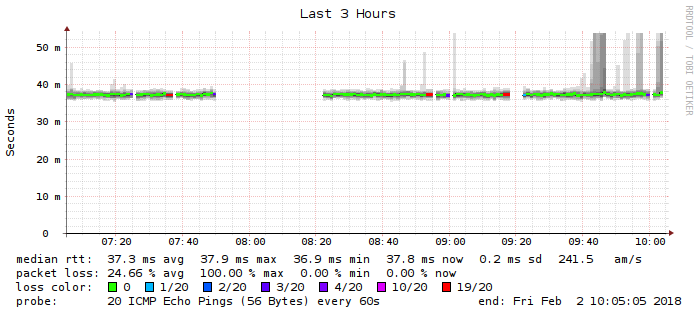 Last 3 Hours
RRDTOOL / TOBI OETIKER
Seconds
50 m
40 m
30 m
20 m
10 m
0
07:20 07:40 08:00 08:20 08:40 09:00 09:20 09:40 10:00
median rtt: 37.3 ms avg 37.9 ms max 36.9 ms min 37.8 ms now 0.2 ms sd 241.5 am/s
packet loss: 24.66 % avg 100.00 % max 0.00 % min 0.00 % now
loss color: 0 1/20 2/20 3/20 4/20 10/20 19/20
probe: 20 ICMP Echo Pings (56 Bytes) every 60s end: Fri Feb 2 10:05:05 2018